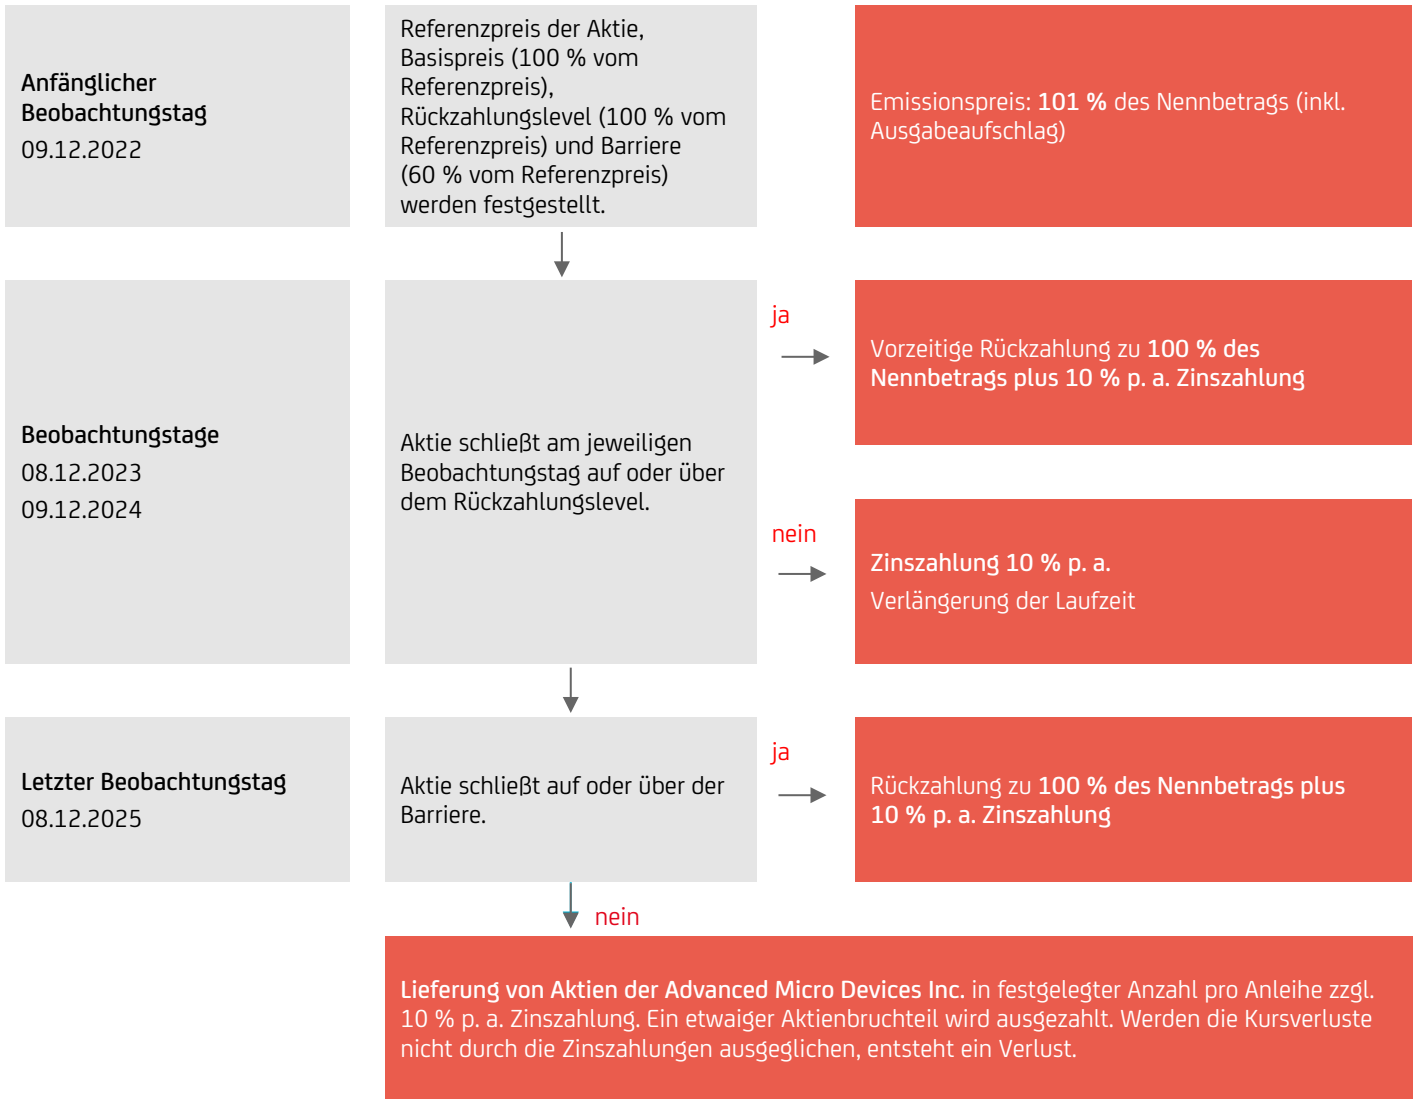 Anfänglicher
Beobachtungstag
09.12.2022
Referenzpreis der Aktie,
Basispreis (100 % vom
Referenzpreis),
Rückzahlungslevel (100 % vom
Referenzpreis) und Barriere
(60 % vom Referenzpreis)
werden festgestellt.
Emissionspreis: 101 % des Nennbetrags (inkl.
Ausgabeaufschlag)
Beobachtungstage
08.12.2023
09.12.2024
Aktie schließt am jeweiligen
Beobachtungstag auf oder über
dem Rückzahlungslevel.
ja
Vorzeitige Rückzahlung zu 100 % des
Nennbetrags plus 10 % p. a. Zinszahlung
nein
Zinszahlung 10 % p. a.
Verlängerung der Laufzeit
Letzter Beobachtungstag
08.12.2025
Aktie schließt auf oder über der
Barriere.
ja
Rückzahlung zu 100 % des Nennbetrags plus
10 % p. a. Zinszahlung
nein
Lieferung von Aktien der Advanced Micro Devices Inc. in festgelegter Anzahl pro Anleihe zzgl.
10 % p. a. Zinszahlung. Ein etwaiger Aktienbruchteil wird ausgezahlt. Werden die Kursverluste
nicht durch die Zinszahlungen ausgeglichen, entsteht ein Verlust.